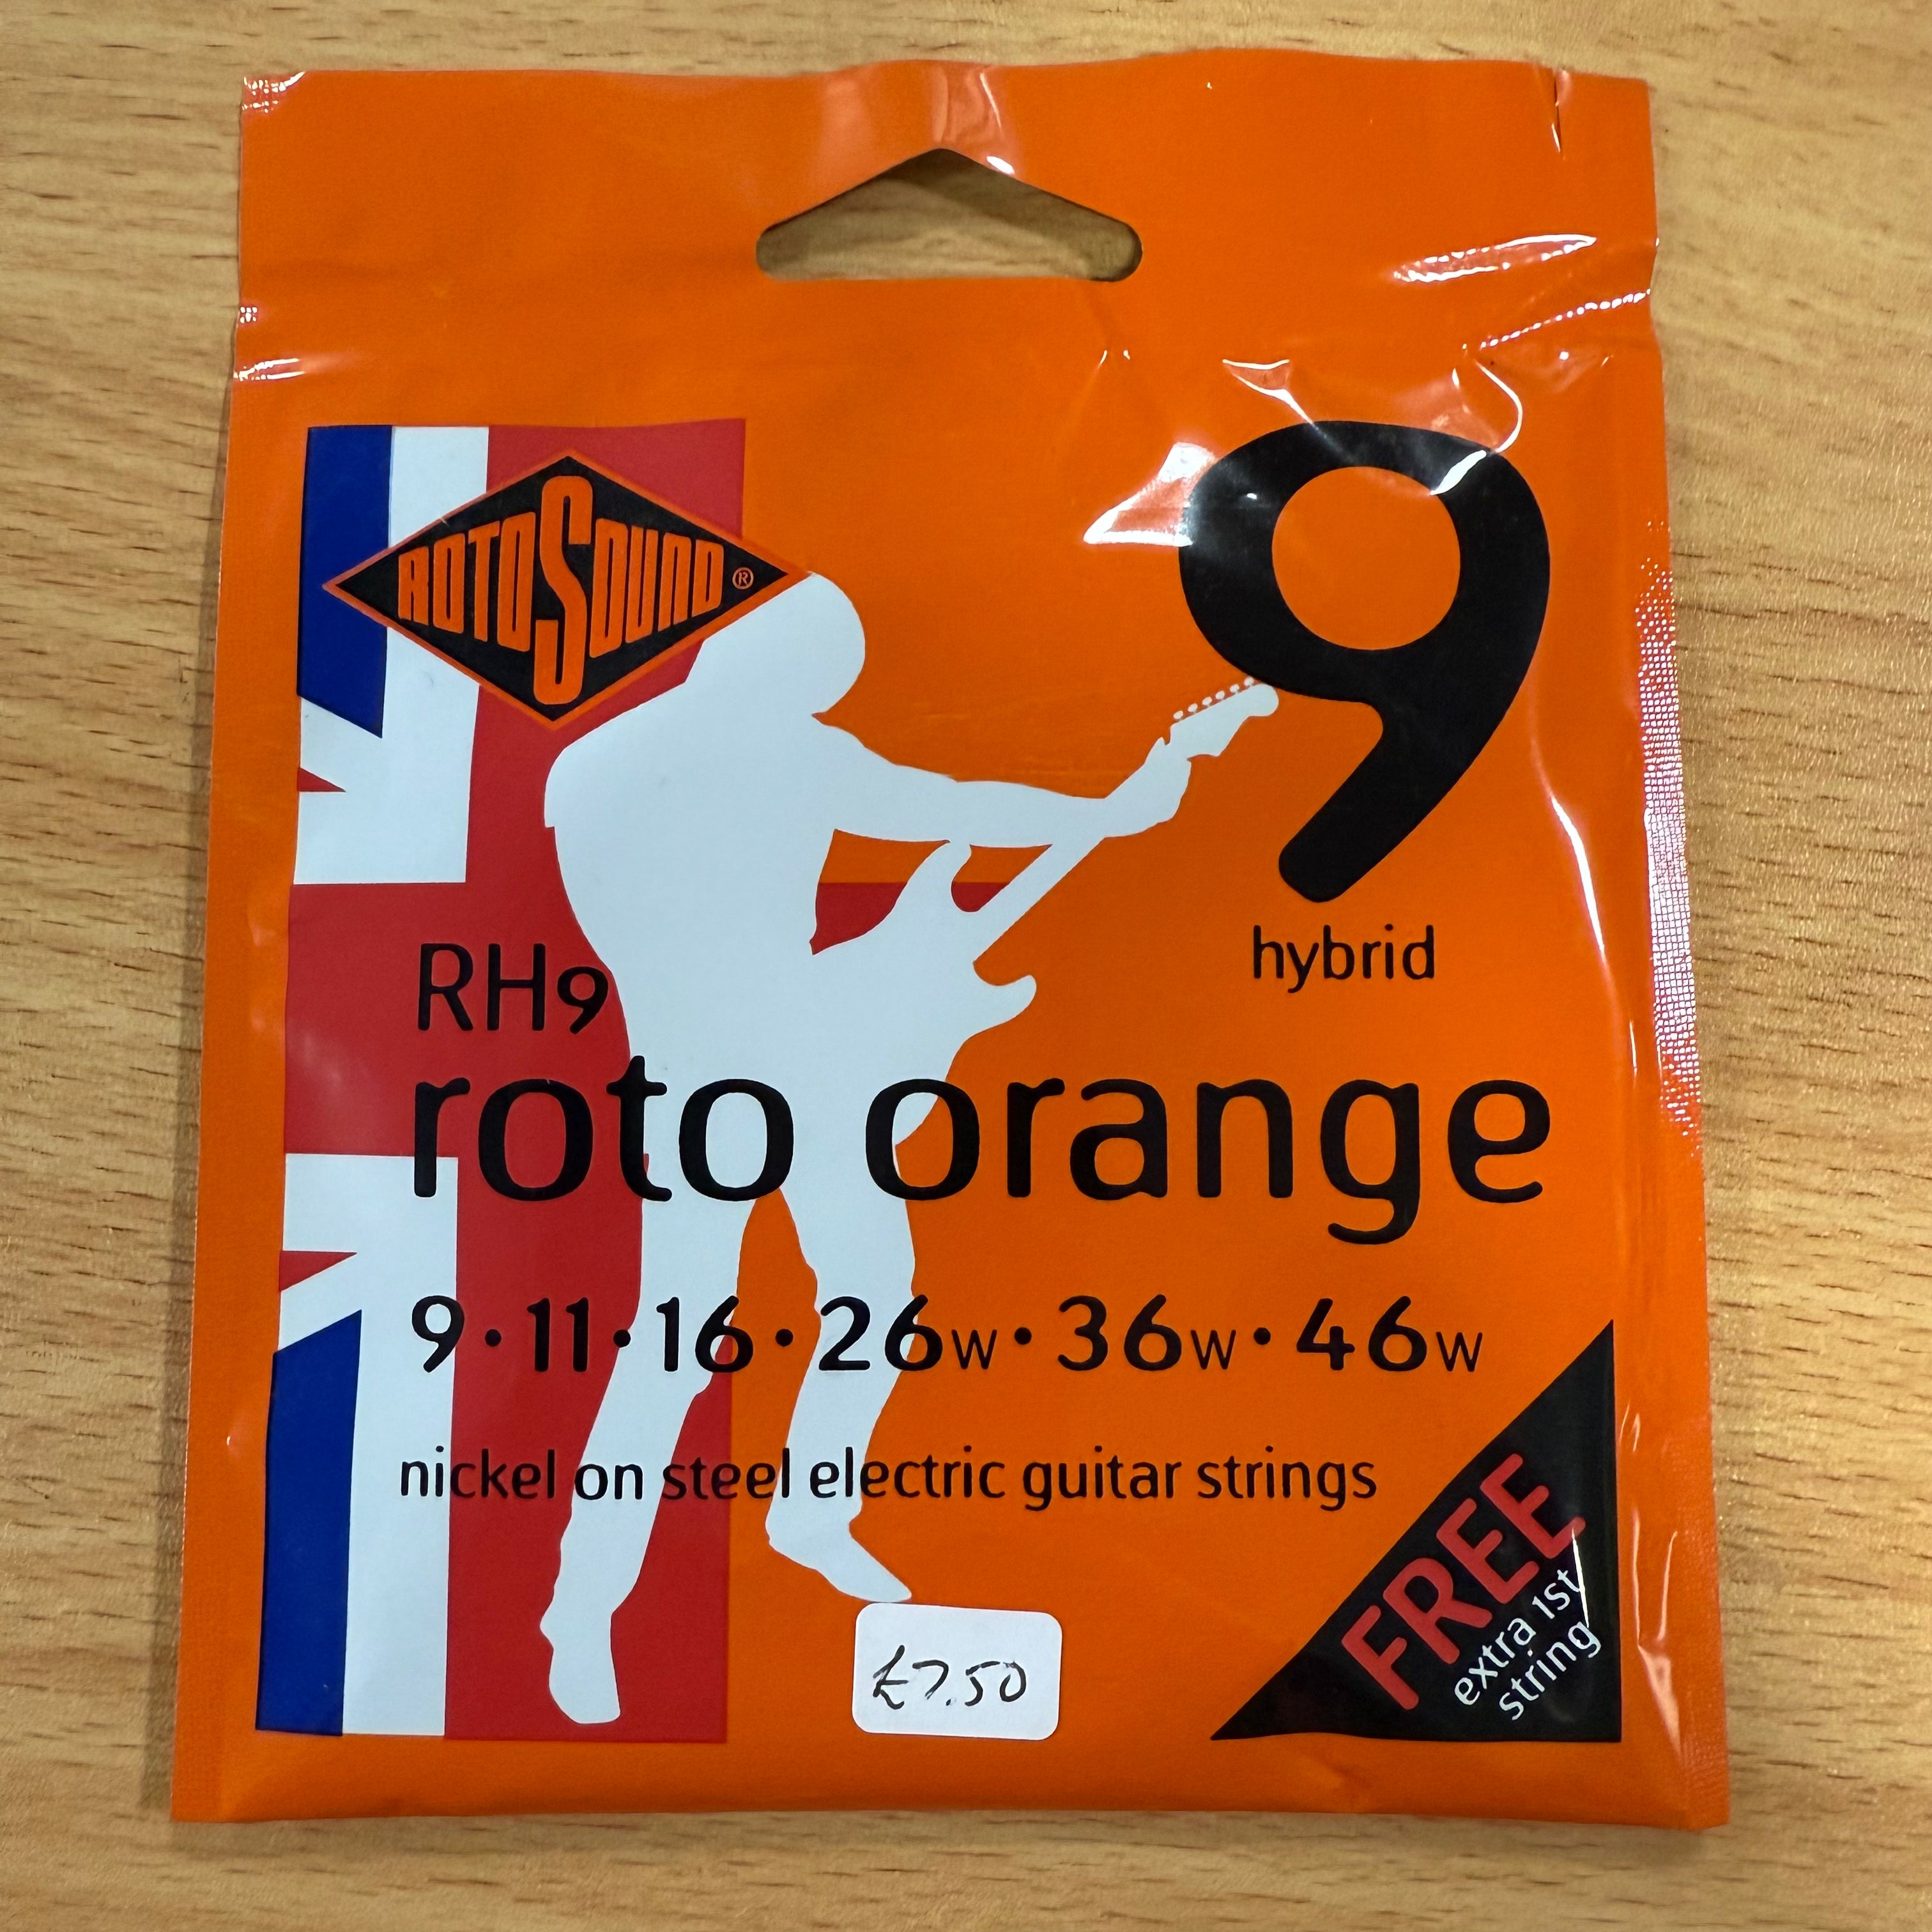 ROTOSOUND®
9
hybrid
RH9
roto orange
9·11·16·26w·36w·46w
nickel on steel electric guitar strings
FREE
extra 1st
string
£7.50